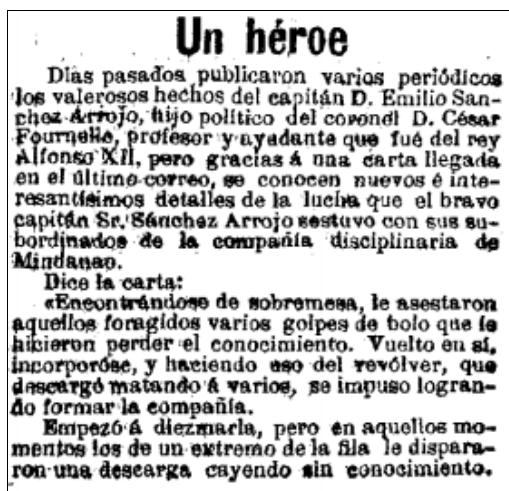 Un héroe
Días pasados publicaron varios periódicos
los valerosos hechos del capitán D. Emilio San-
chez Arrojo, hijo político del coronel D. César
Fournelle, profesor y ayudante que fué del rey
Alfonso XII, pero gracias á una carta llegada
en el último correo, se conocen nuevos é inte-
resantísimos detalles de la lucha que el bravo
capitán Sr. Sánchez Arrojo sostuvo con sus su-
bordinados de la compañía disciplinaria de
Mindanao.
Dice la carta:
«Encontrándose de sobremesa, le asestaron
aquellos foragidos varios golpes de bolo que le
hicieron perder el conocimiento. Vuelto en sí,
incorporóse, y haciendo uso del revólver, que
descargó matando á varios, se impuso logran-
do formar la compañía.
Empezó á diezmarla, pero en aquellos mo-
mentos los de un extremo de la fila le dispara-
ron una descarga cayendo sin conocimiento.